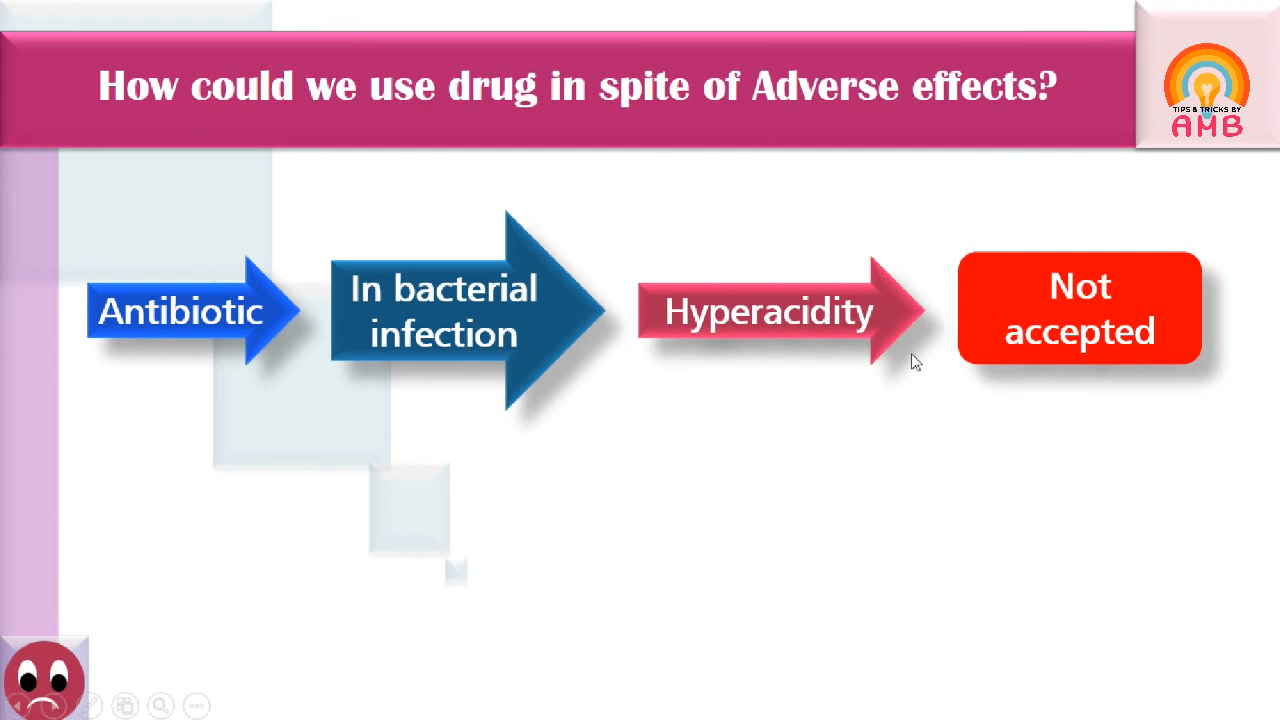 How could we use drug in spite of Adverse effects?
TIPS & TRICKS BY
AMB
Antibiotic
In bacterial
infection
Hyperacidity
Not
accepted